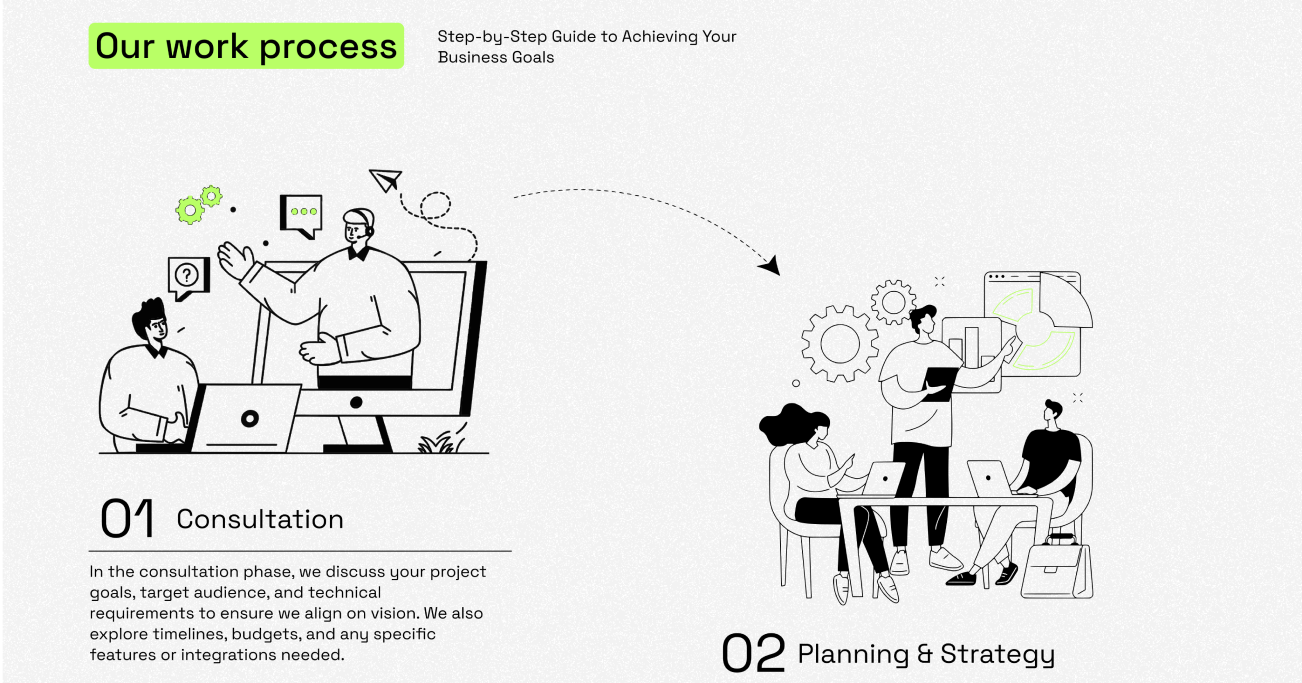 Our work process
Step-by-Step Guide to Achieving Your
Business Goals
?
01 Consultation
In the consultation phase, we discuss your project
goals, target audience, and technical
requirements to ensure we align on vision. We also
explore timelines, budgets, and any specific
features or integrations needed.
02 Planning & Strategy